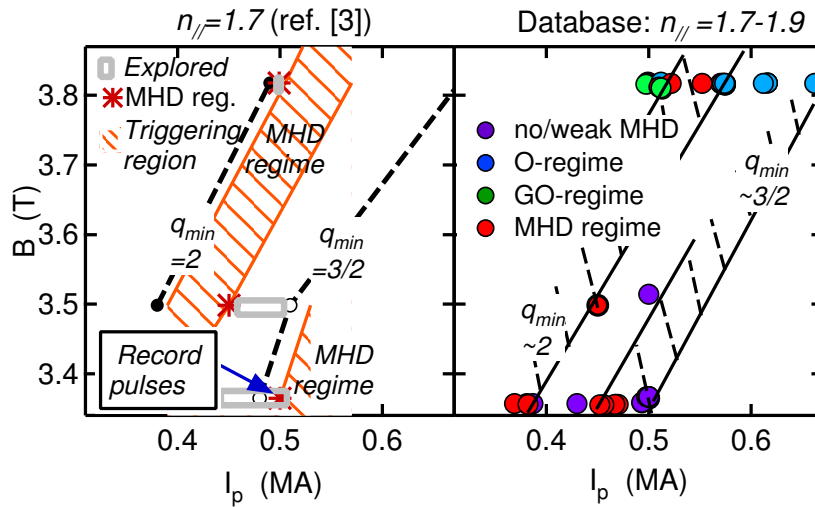 n//=1.7 (ref. [3])
Database: n// =1.7-1.9
3.8
3.7
3.6
3.5
3.4
B (T)
Explored
MHD reg.
Triggering
region
MHD
regime
qmin
=2
qmin
=3/2
Record
pulses
MHD
regime
0.4
0.5
0.6
Ip (MA)
no/weak MHD
O-regime
GO-regime
MHD regime
qmin
~3/2
qmin
~2
0.4
0.5
0.6
Ip (MA)